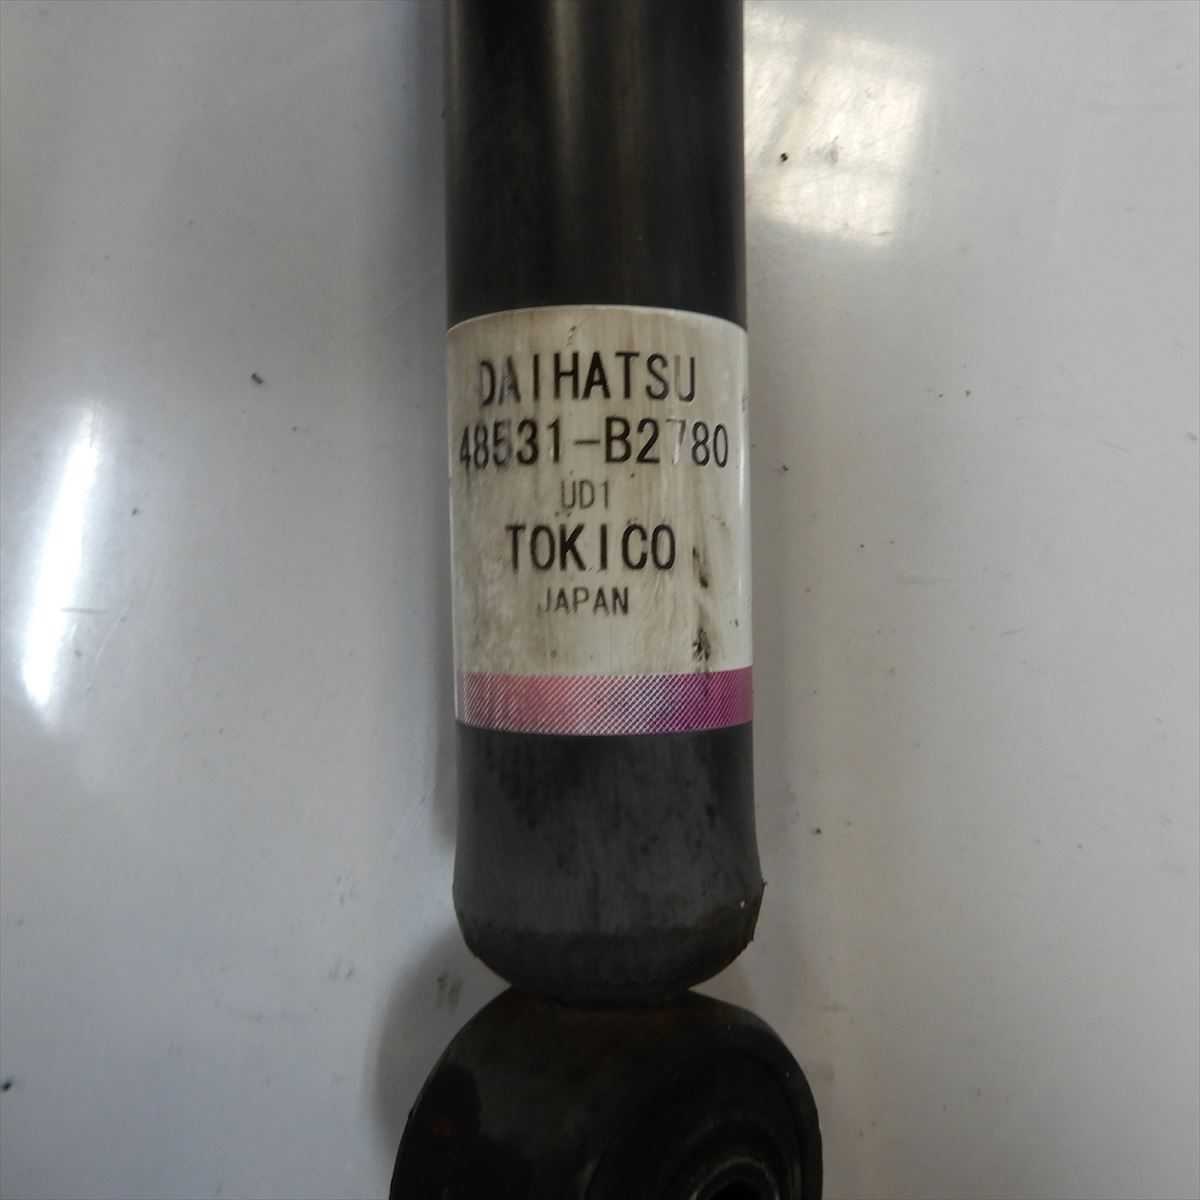 DAIHATSU
48531-B2780
UD1
TOKICO
JAPAN